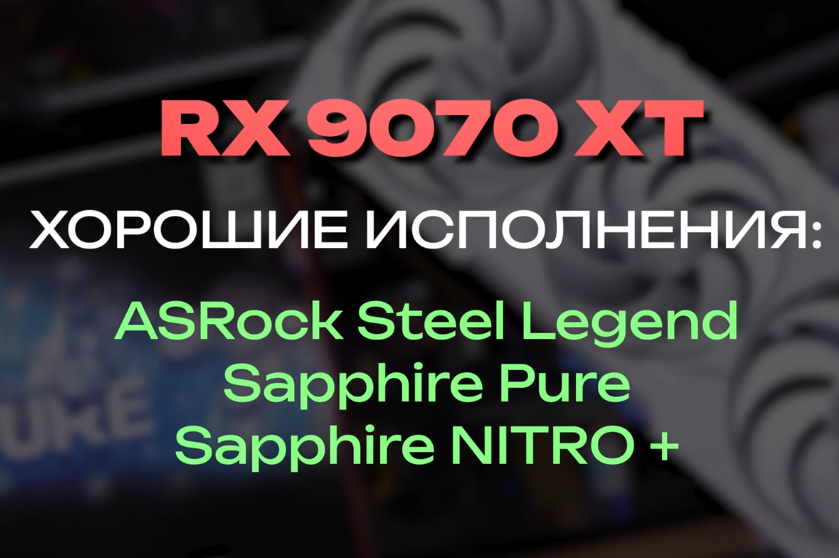 RX 9070 XT
ХОРОШИЕ ИСПОЛНЕНИЯ:
ASRock Steel Legend
Sapphire Pure
Sapphire NITRO +